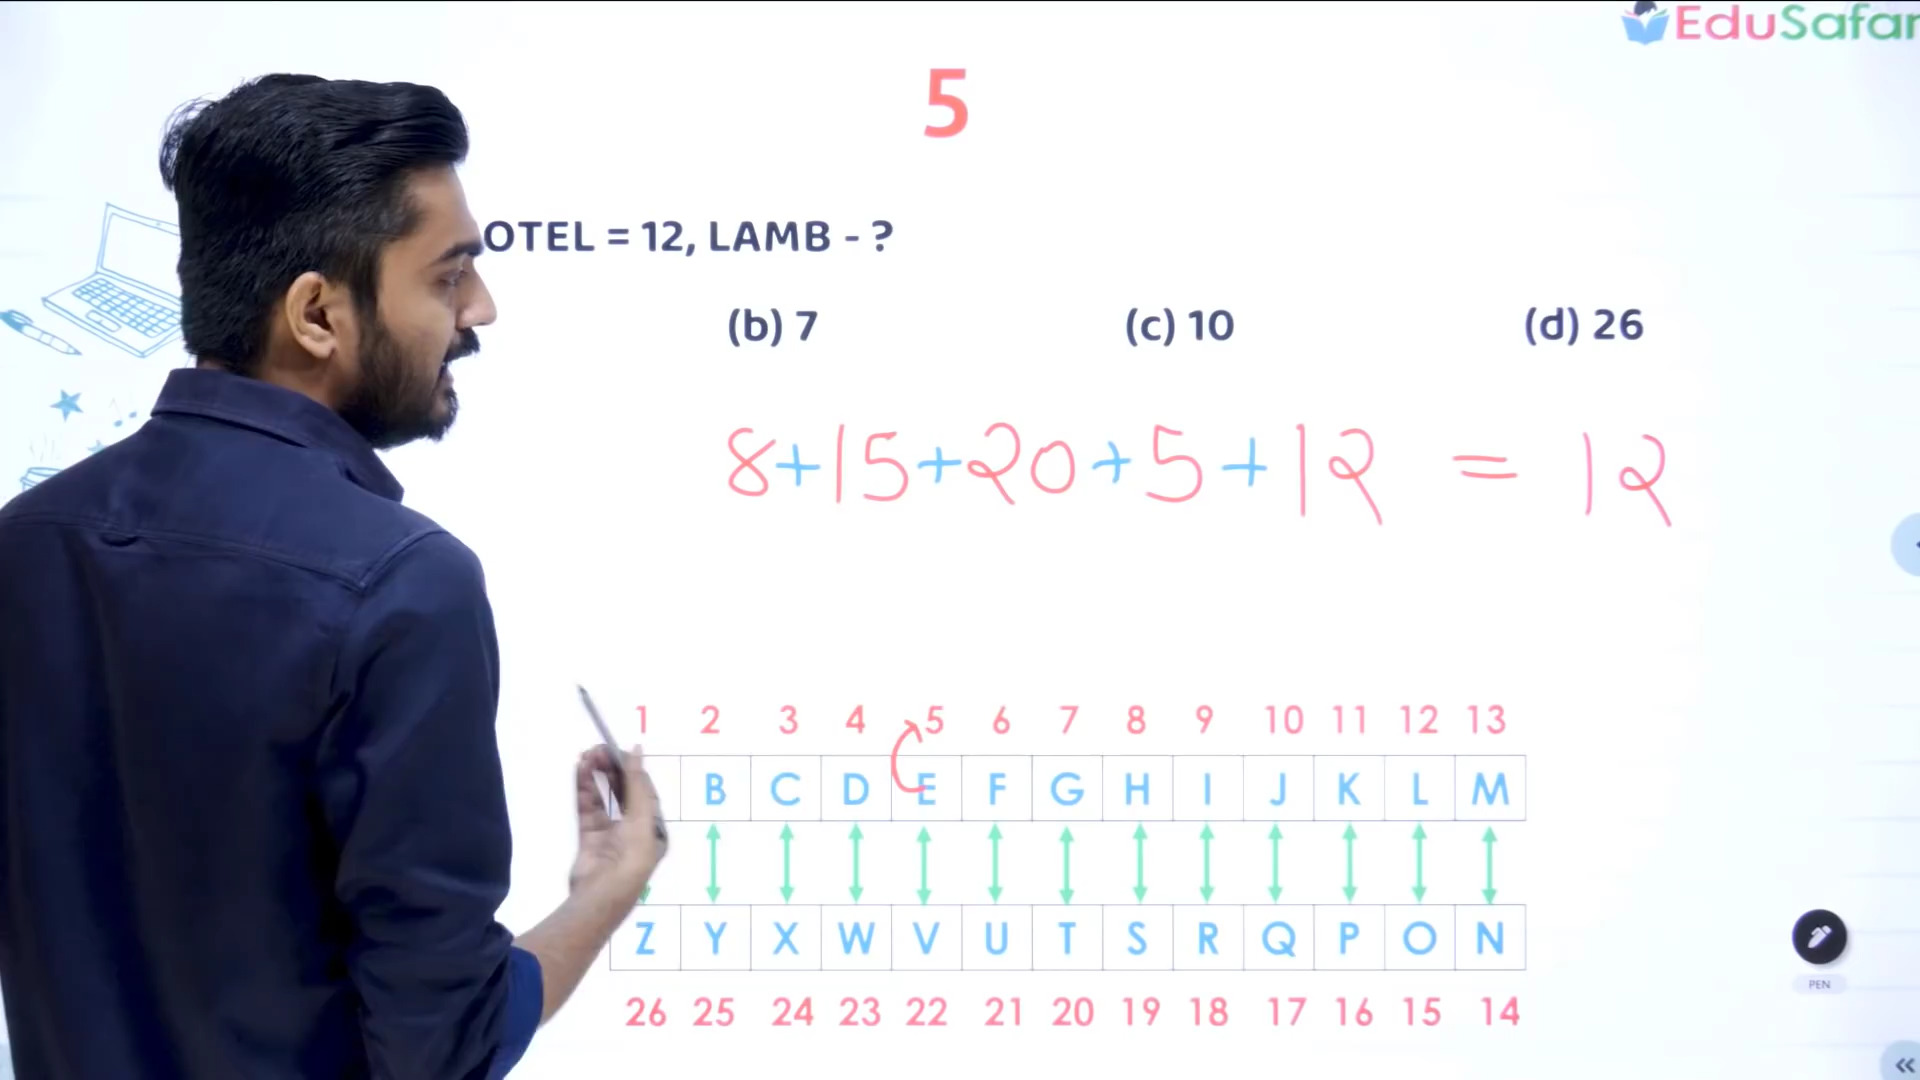 EduSafar
5
OTEL = 12, LAMB - ?
(b) 7 (c) 10 (d) 26
8+15+20+5+12 = 12
1 2 3 4 5 6 7 8 9 10 11 12 13
B C D E F G H I J K L M
Z Y X W V U T S R Q P O N
26 25 24 23 22 21 20 19 18 17 16 15 14
PEN